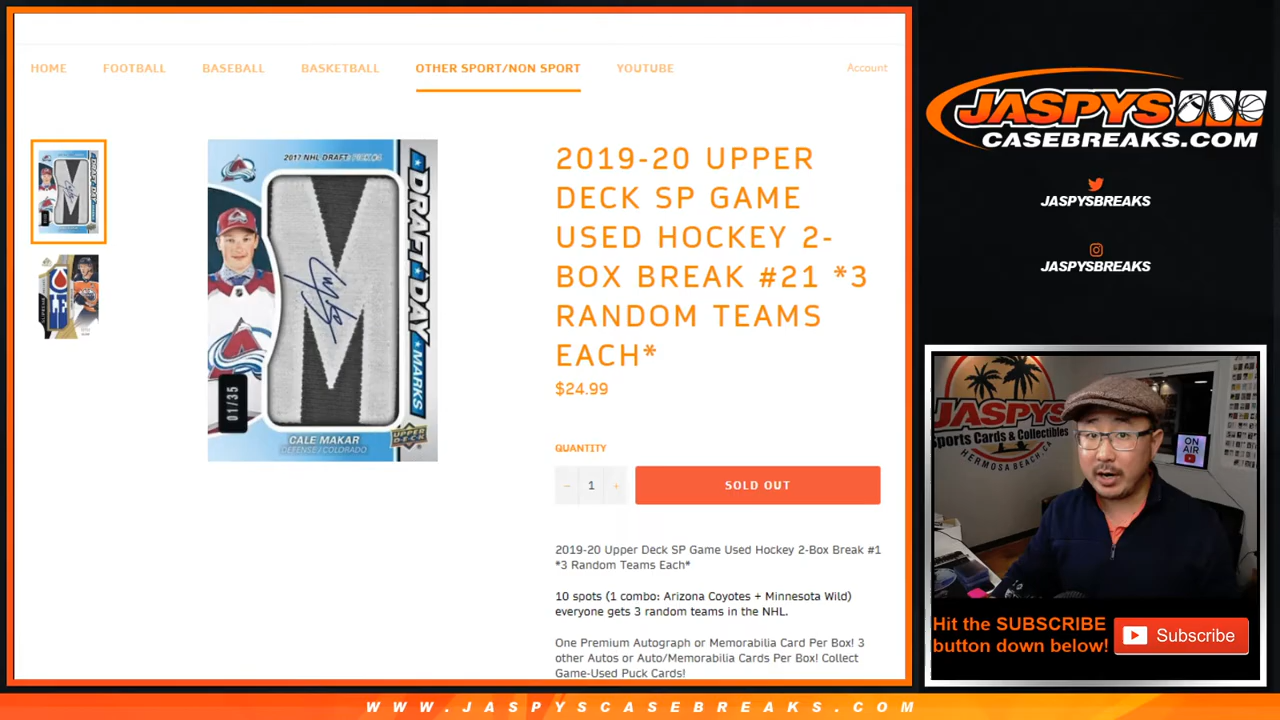 HOME FOOTBALL BASEBALL BASKETBALL OTHER SPORT/NON SPORT YOUTUBE Account
2017 NHL DRAFT PICK #4
DRAFT DAY MARKS
M
01/35
CALE MAKAR
DEFENSE / COLORADO
UPPER DECK
2019-20 UPPER
DECK SP GAME
USED HOCKEY 2-
BOX BREAK #21 *3
RANDOM TEAMS
EACH*
$24.99
QUANTITY
− 1 +
SOLD OUT
2019-20 Upper Deck SP Game Used Hockey 2-Box Break #1
*3 Random Teams Each*
10 spots (1 combo: Arizona Coyotes + Minnesota Wild)
everyone gets 3 random teams in the NHL.
One Premium Autograph or Memorabilia Card Per Box! 3
other Autos or Auto/Memorabilia Cards Per Box! Collect
Game-Used Puck Cards!
JASPYS
CASEBREAKS.COM
JASPYSBREAKS
JASPYSBREAKS
JASPYS
Sports Cards & Collectibles
HERMOSA BEACH, CA
ON
AIR
Hit the SUBSCRIBE
button down below!
Subscribe
WWW.JASPYSCASEBREAKS.COM